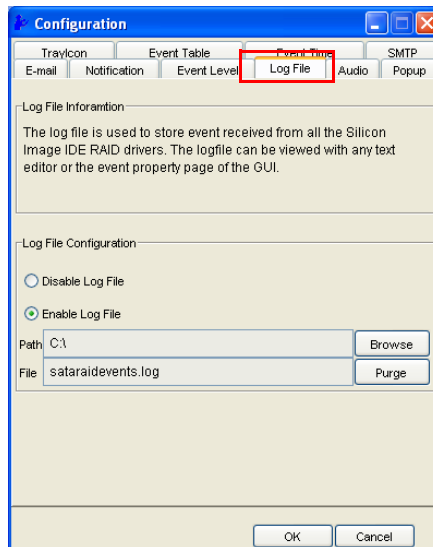 Configuration
TrayIcon Event Table Event Time SMTP
E-mail Notification Event Level Log File Audio Popup
Log File Inforamtion
The log file is used to store event received from all the Silicon
Image IDE RAID drivers. The logfile can be viewed with any text
editor or the event property page of the GUI.
Log File Configuration
Disable Log File
Enable Log File
Path C:\ Browse
File sataraidevents.log Purge
OK Cancel